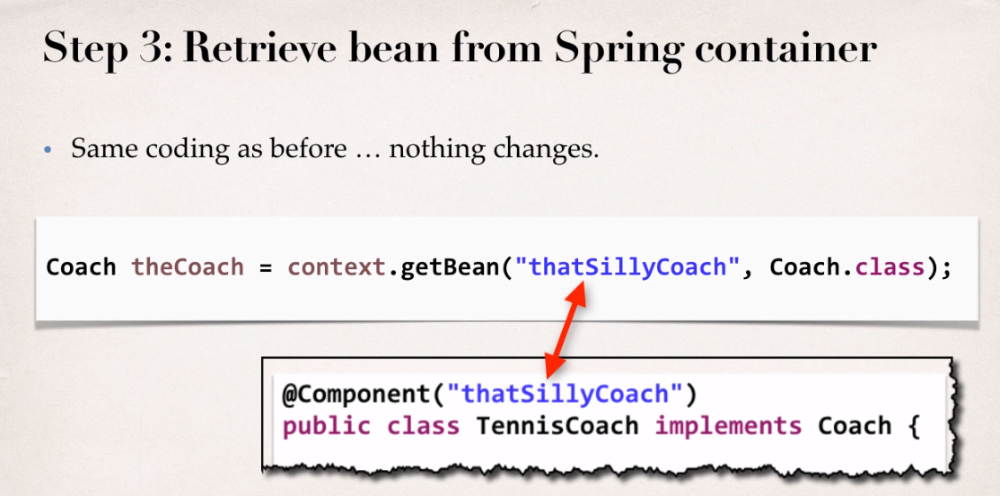 Step 3: Retrieve bean from Spring container
• Same coding as before … nothing changes.
Coach theCoach = context.getBean("thatSillyCoach", Coach.class);
@Component("thatSillyCoach")
public class TennisCoach implements Coach {